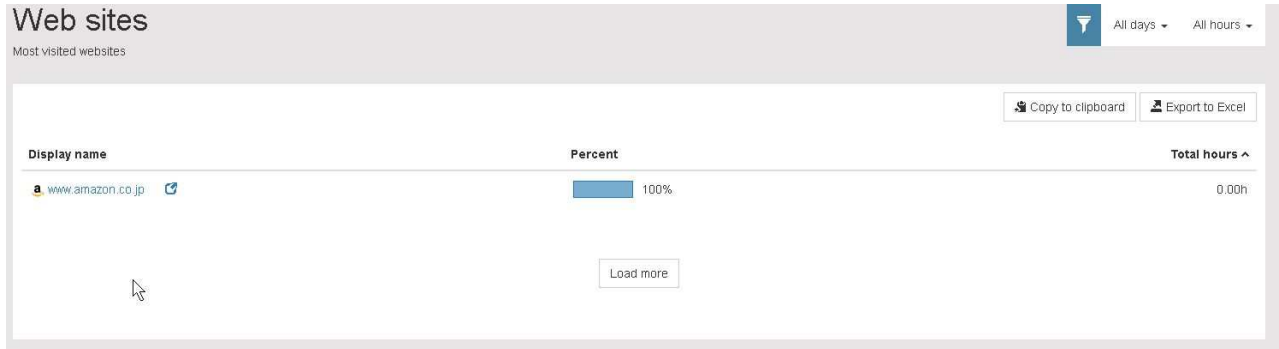 Web sites
All days
All hours
Most visited websites
Copy to clipboard
Export to Excel
Display name
Percent
Total hours
a www.amazon.co.jp
100%
0.00h
Load more